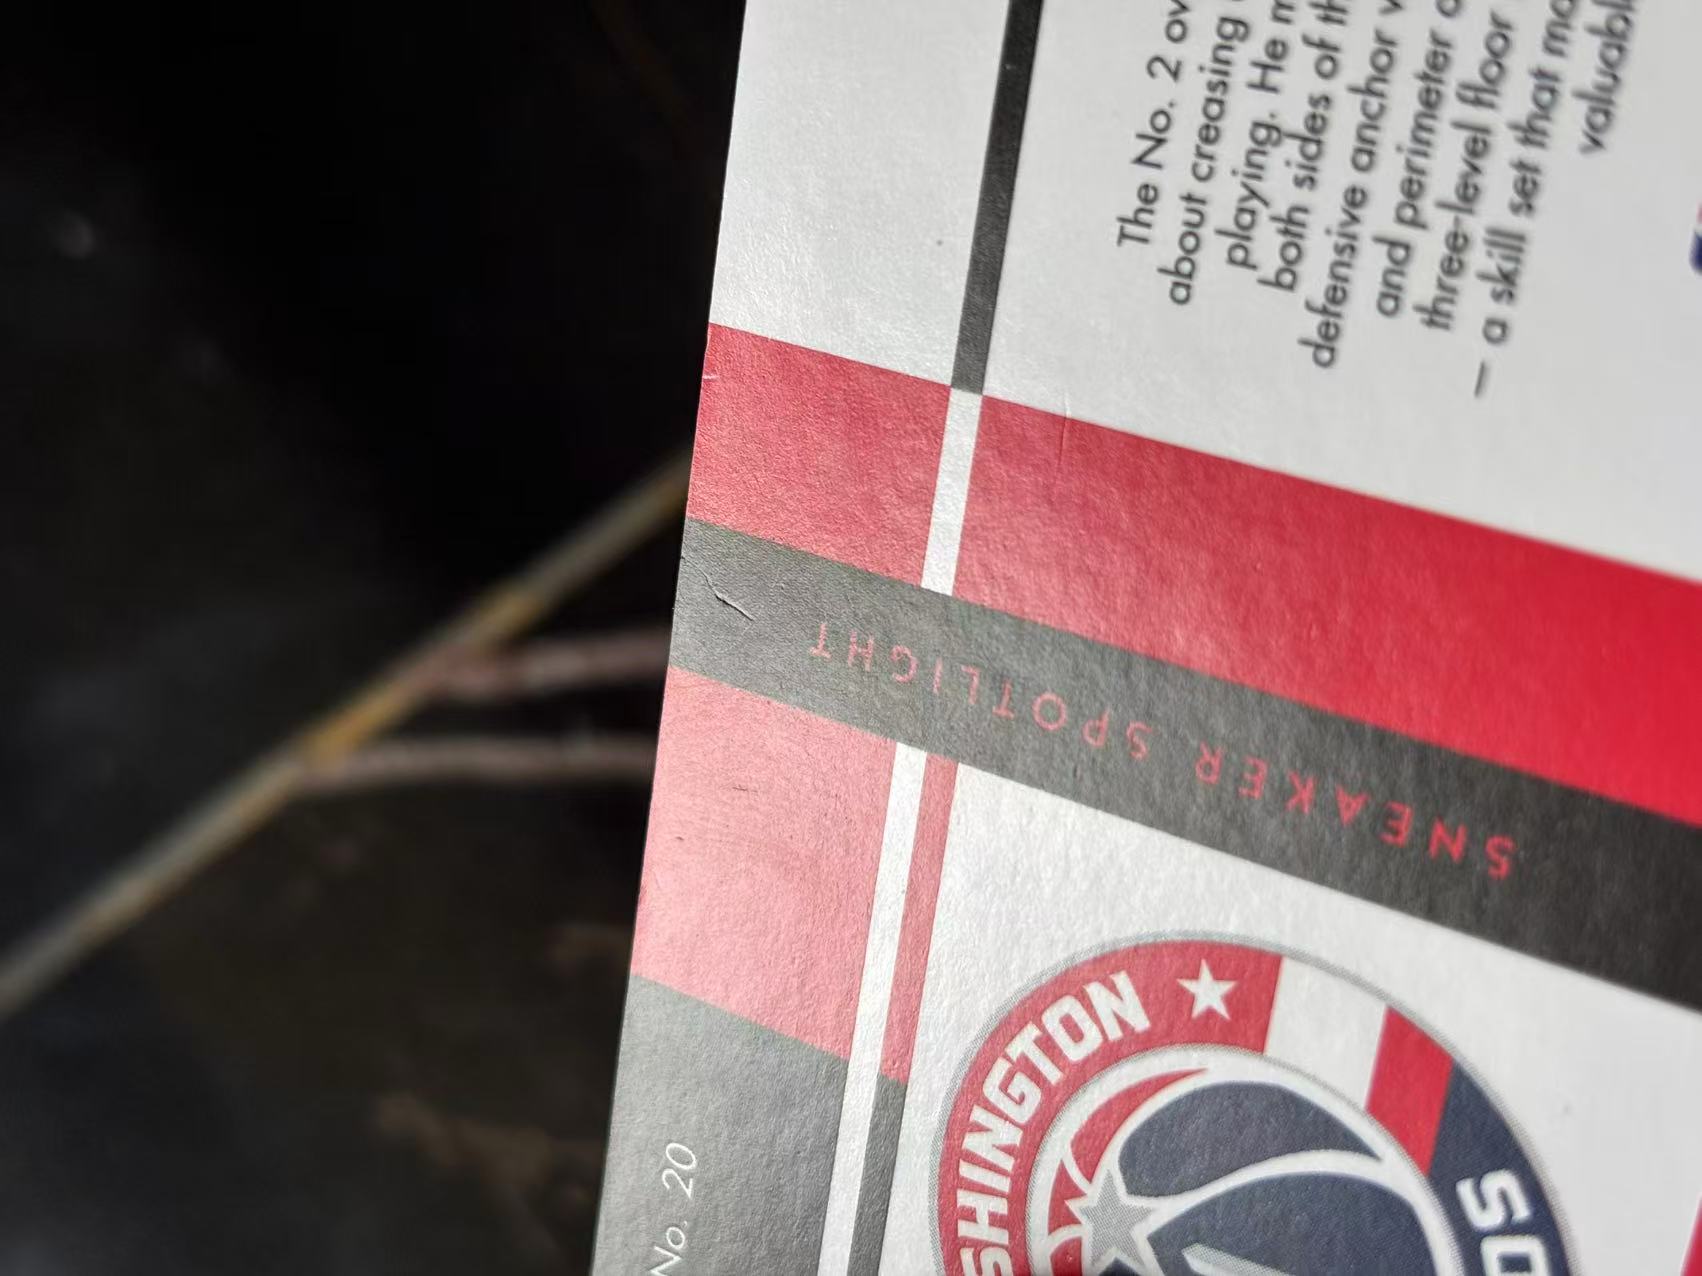 The No. 2 ov
about creasing
playing. He m
both sides of th
defensive anchor
and perimeter
three-level floor
– a skill set that ma
valuabl
SNEAKER SPOTLIGHT
No. 20
SHINGTON